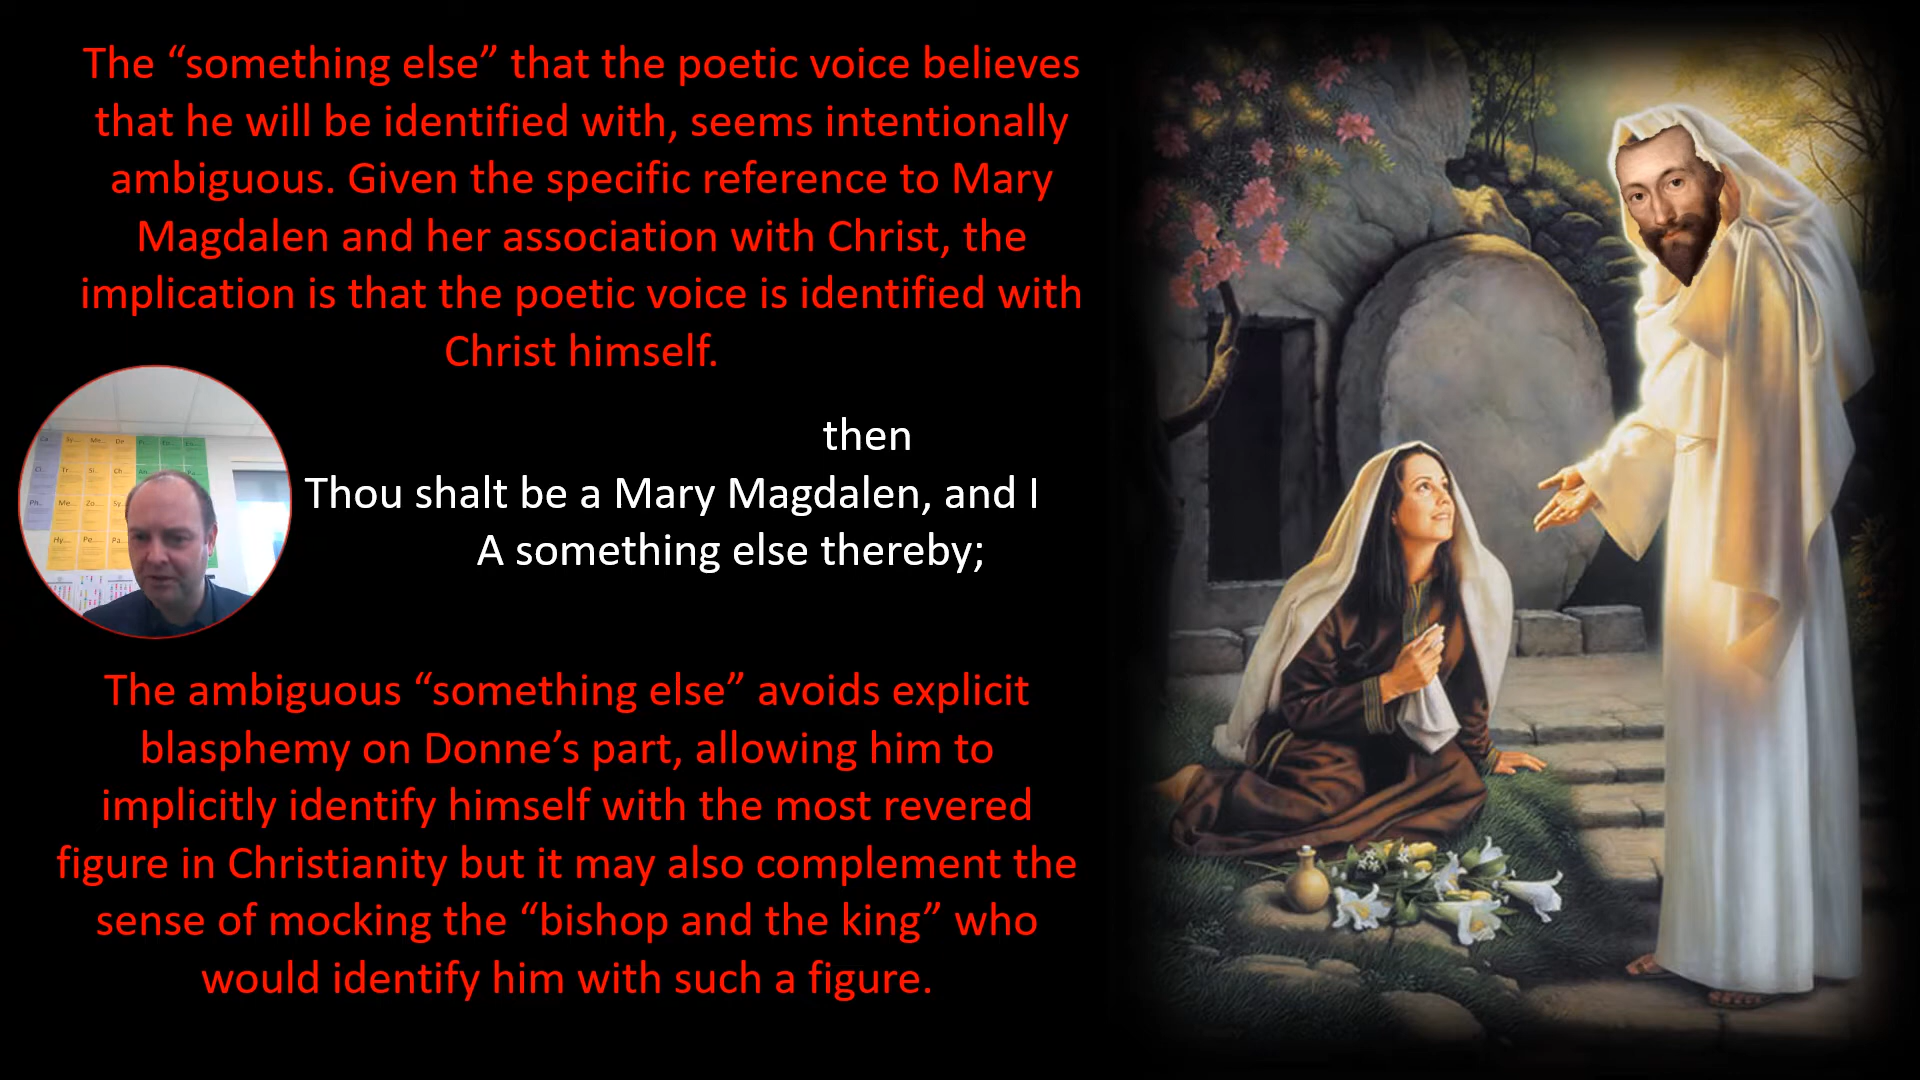 The “something else” that the poetic voice believes
that he will be identified with, seems intentionally
ambiguous. Given the specific reference to Mary
Magdalen and her association with Christ, the
implication is that the poetic voice is identified with
Christ himself.
then
Thou shalt be a Mary Magdalen, and I
A something else thereby;
The ambiguous “something else” avoids explicit
blasphemy on Donne’s part, allowing him to
implicitly identify himself with the most revered
figure in Christianity but it may also complement the
sense of mocking the “bishop and the king” who
would identify him with such a figure.